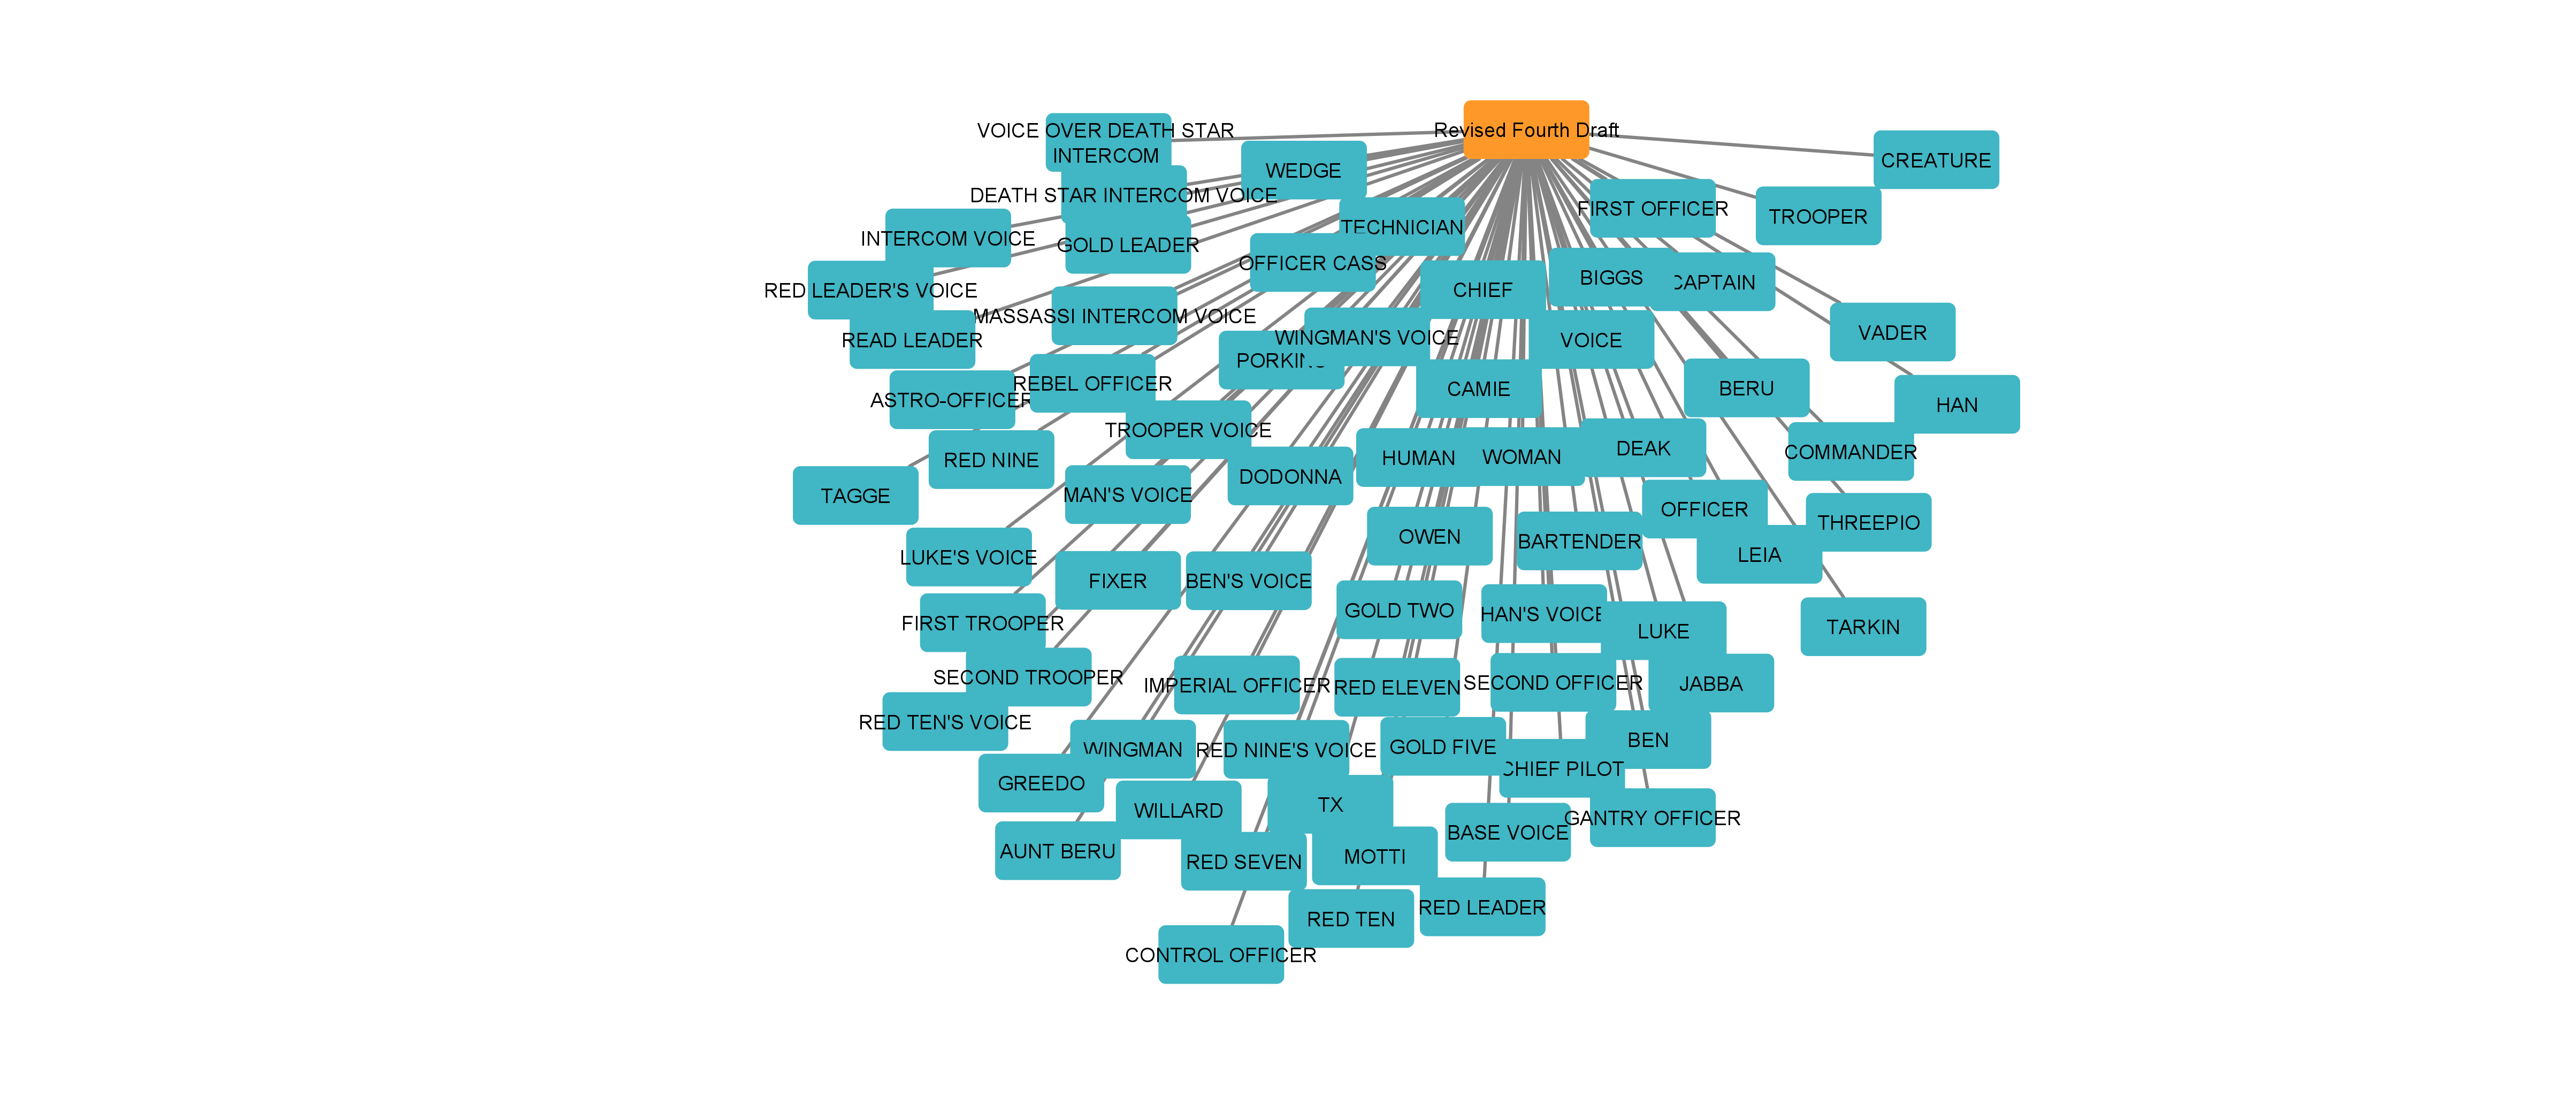 Revised Fourth Draft
VOICE OVER DEATH STAR
INTERCOM
CREATURE
WEDGE
DEATH STAR INTERCOM VOICE
FIRST OFFICER
TROOPER
TECHNICIAN
INTERCOM VOICE
GOLD LEADER
OFFICER CASS
BIGGS
CAPTAIN
RED LEADER'S VOICE
CHIEF
MASSASSI INTERCOM VOICE
VADER
READ LEADER
WINGMAN'S VOICE
VOICE
PORKINS
REBEL OFFICER
CAMIE
BERU
ASTRO-OFFICER
HAN
TROOPER VOICE
DEAK
COMMANDER
RED NINE
HUMAN
WOMAN
DODONNA
TAGGE
MAN'S VOICE
OFFICER
THREEPIO
OWEN
BARTENDER
LEIA
LUKE'S VOICE
FIXER
BEN'S VOICE
GOLD TWO
HAN'S VOICE
FIRST TROOPER
LUKE
TARKIN
SECOND TROOPER
IMPERIAL OFFICER
RED ELEVEN
SECOND OFFICER
JABBA
RED TEN'S VOICE
WINGMAN
RED NINE'S VOICE
GOLD FIVE
BEN
CHIEF PILOT
GREEDO
WILLARD
TX
GANTRY OFFICER
BASE VOICE
AUNT BERU
RED SEVEN
MOTTI
RED LEADER
RED TEN
CONTROL OFFICER